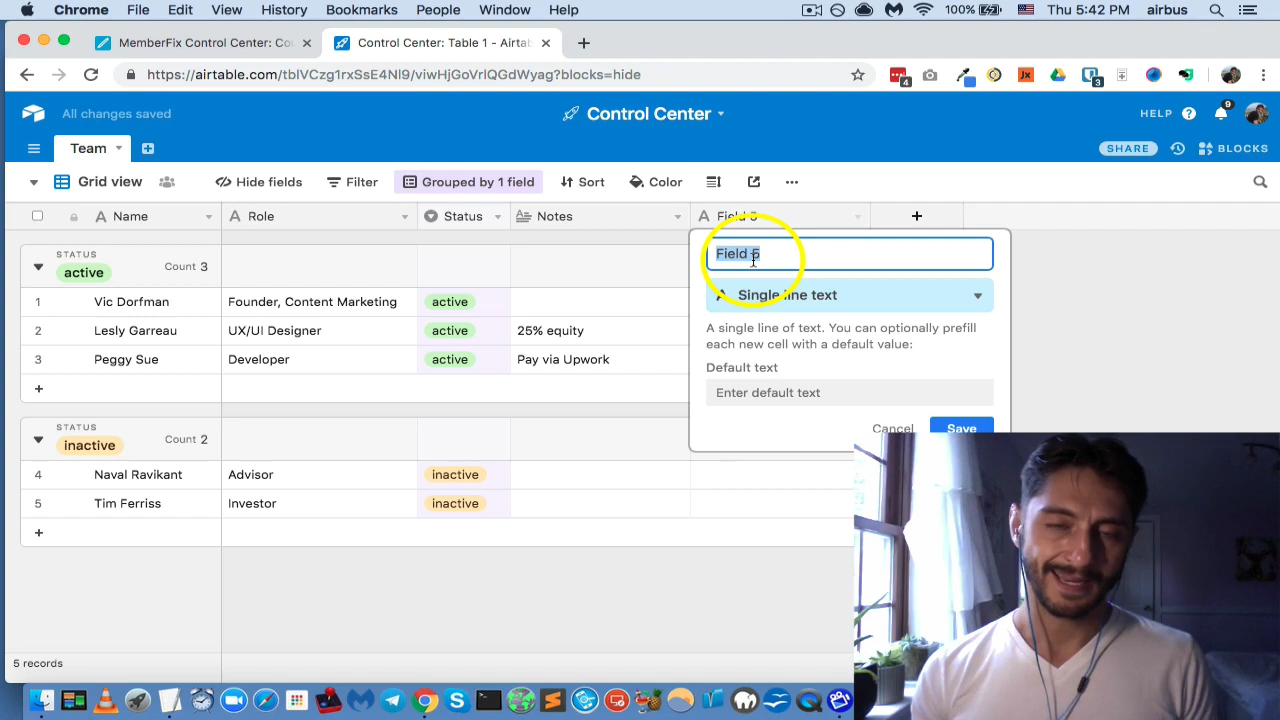 Chrome File Edit View History Bookmarks People Window Help 100% Thu 5:42 PM airbus
MemberFix Control Center: Co
Control Center: Table 1 - Airtab
https://airtable.com/tblVCzg1rxSsE4Nl9/viwHjGoVrlQGdWyag?blocks=hide
4
Jx
3
All changes saved
Control Center
HELP
9
Team
SHARE
BLOCKS
Grid view
Hide fields
Filter
Grouped by 1 field
Sort
Color
Name
Role
Status
Notes
Field 5
Field 5
Single line text
A single line of text. You can optionally prefill
each new cell with a default value:
Default text
Enter default text
Cancel
Save
STATUS
active
Count 3
1 Vic Dorfman Founder, Content Marketing active
2 Lesly Garreau UX/UI Designer active 25% equity
3 Peggy Sue Developer active Pay via Upwork
STATUS
inactive
Count 2
4 Naval Ravikant Advisor inactive
5 Tim Ferriss Investor inactive
5 records